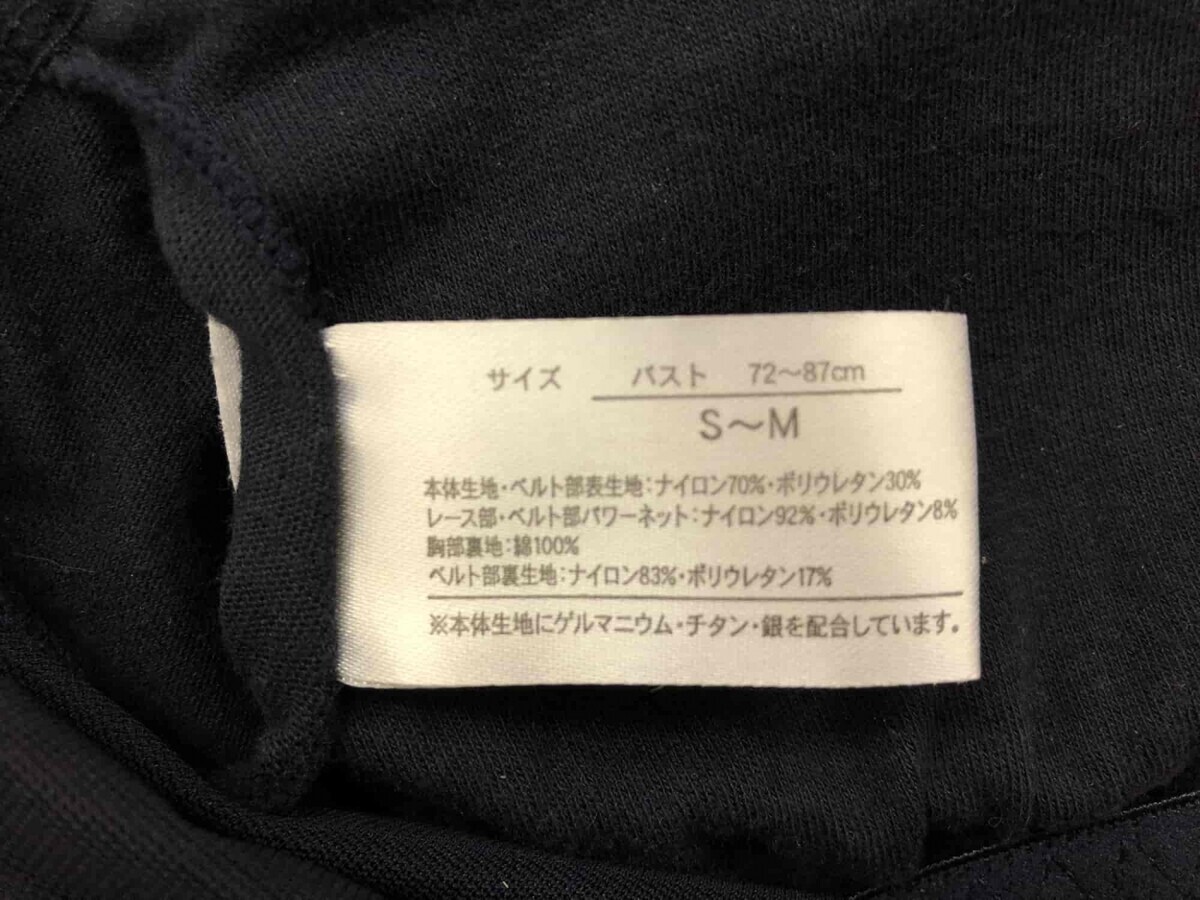 サイズ バスト 72～87cm
S～M
本体生地・ベルト部表生地：ナイロン70%・ポリウレタン30%
レース部・ベルト部パワーネット：ナイロン92%・ポリウレタン8%
胸部裏地：綿100%
ベルト部裏生地：ナイロン83%・ポリウレタン17%
※本体生地にゲルマニウム・チタン・銀を配合しています。